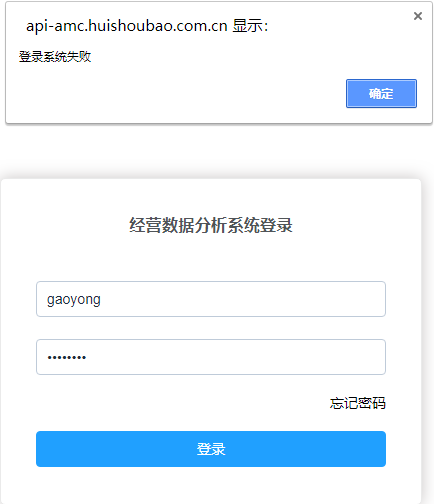 api-amc.huishoubao.com.cn 显示:
登录系统失败
确定
经营数据分析系统登录
gaoyong
••••••••
忘记密码
登录